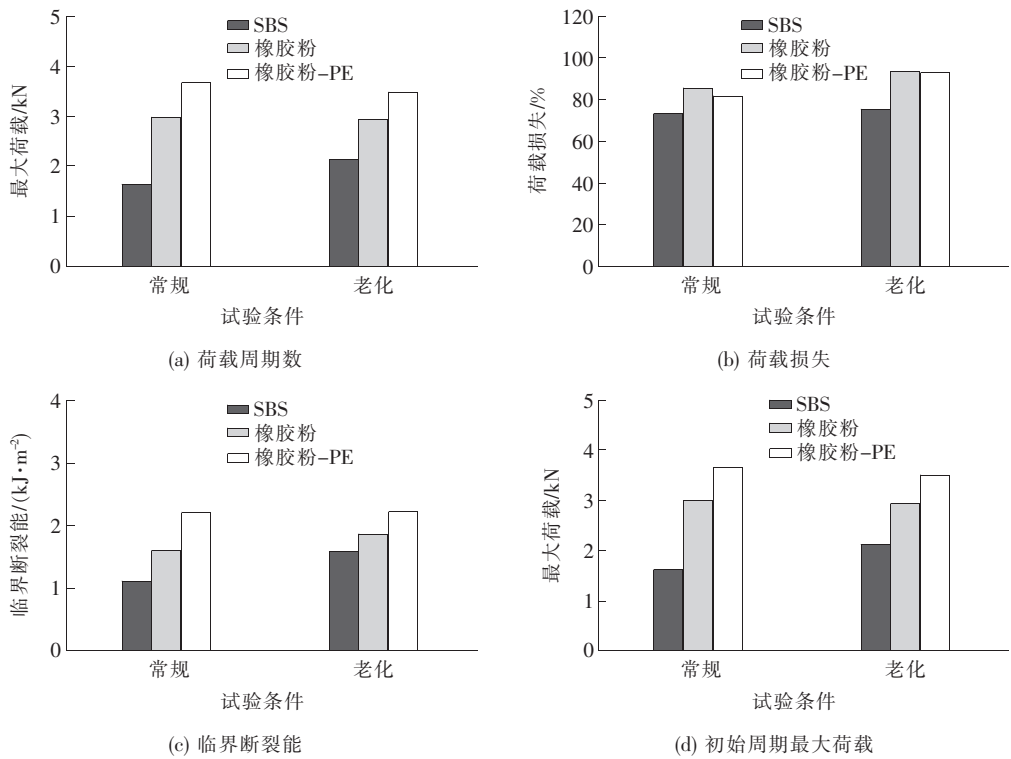 5
4
3
2
1
0
最大荷载/kN
SBS
橡胶粉
橡胶粉-PE
常规
老化
试验条件
(a) 荷载周期数
120
100
80
60
40
20
0
荷载损失/%
SBS
橡胶粉
橡胶粉-PE
常规
老化
试验条件
(b) 荷载损失
4
3
2
1
0
临界断裂能/(kJ·m⁻²)
SBS
橡胶粉
橡胶粉-PE
常规
老化
试验条件
(c) 临界断裂能
5
4
3
2
1
0
最大荷载/kN
SBS
橡胶粉
橡胶粉-PE
常规
老化
试验条件
(d) 初始周期最大荷载